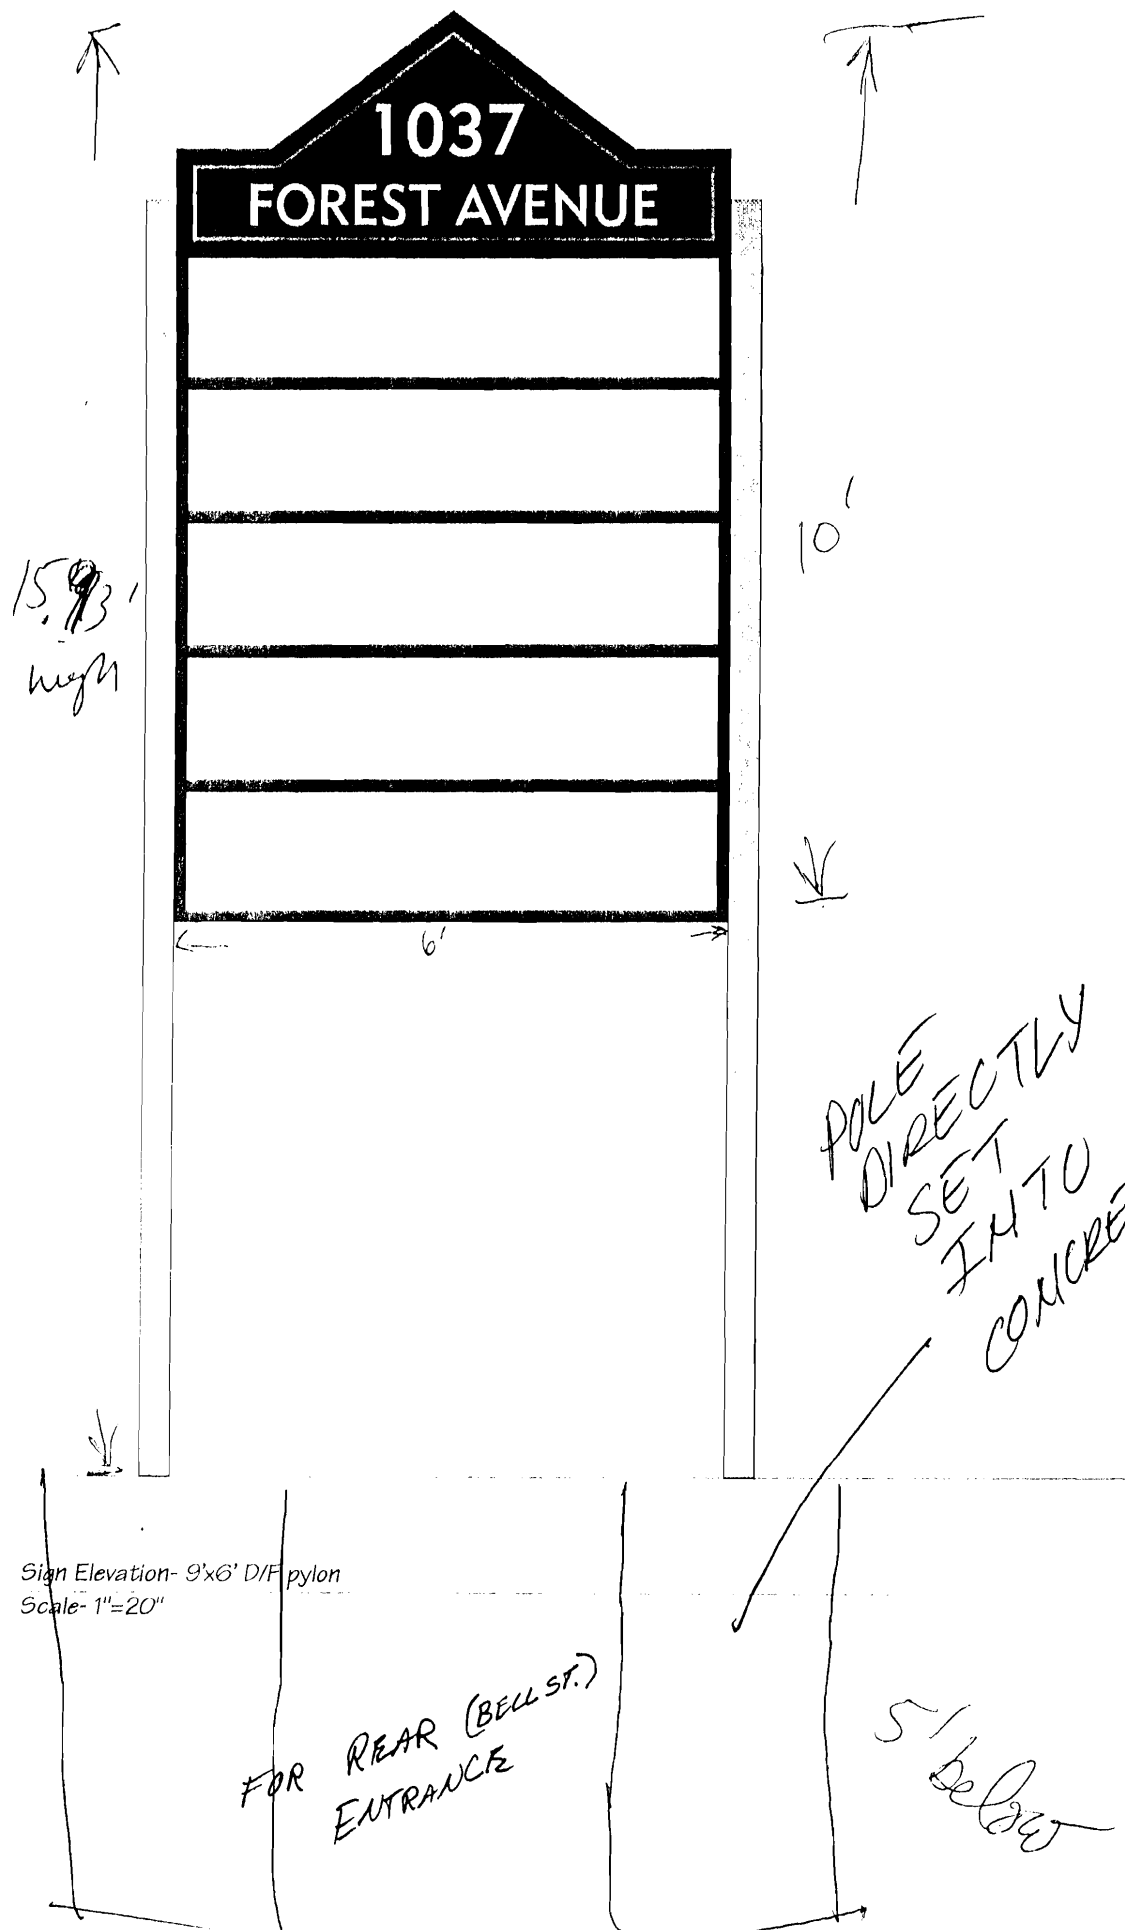 1037
FOREST AVENUE
10'
high
6'
POLE
DIRECTLY
SET
INTO
CONCRE
Sign Elevation- 9'x6' D/F pylon
Scale- 1"=20"
FOR REAR (BELL ST.)
ENTRANCE
5' below